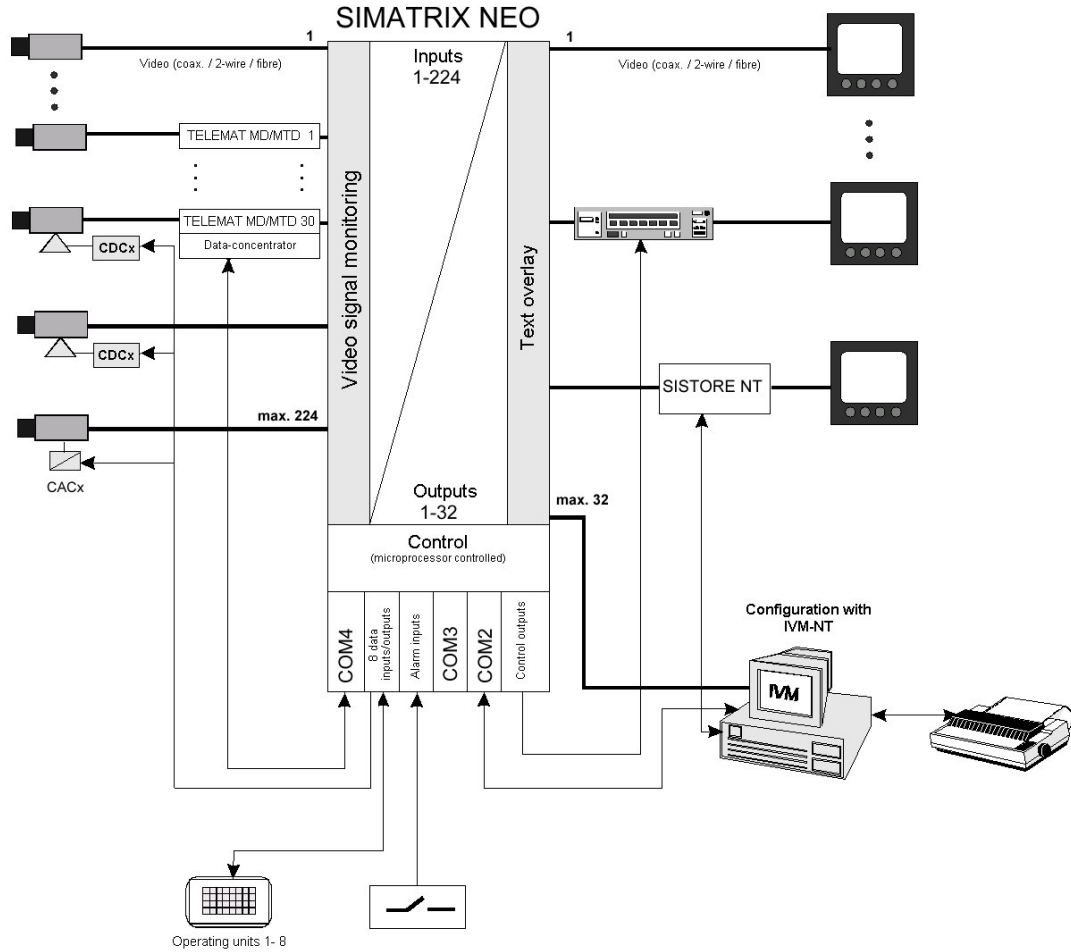 SIMATRIX NEO
1
Video (coax. / 2-wire / fibre)
Inputs
1-224
1
Video (coax. / 2-wire / fibre)
TELEMAT MD/MTD 1
TELEMAT MD/MTD 30
Data-concentrator
CDCx
CDCx
max. 224
CACx
Video signal monitoring
Text overlay
SISTORE NT
Outputs
1-32
max. 32
Control
(microprocessor controlled)
COM4
8 data
inputs/outputs
Alarm inputs
COM3
COM2
Control outputs
Configuration with
IVM-NT
IVM
Operating units 1- 8